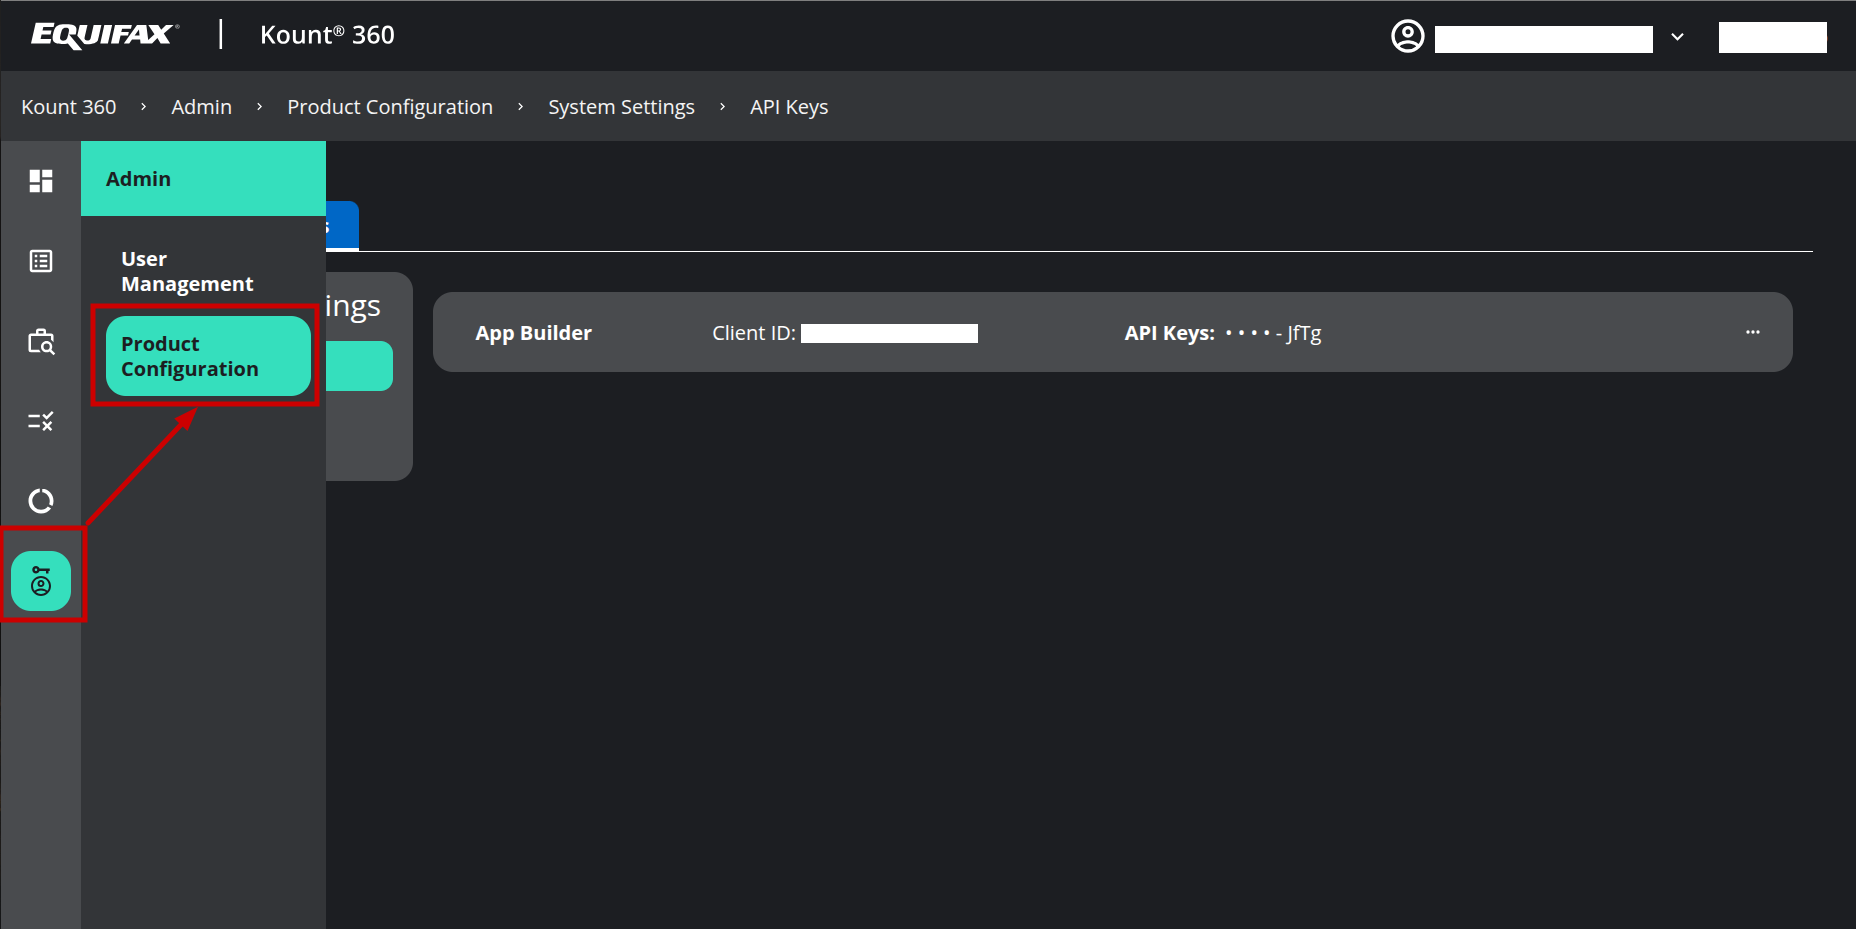 EQUIFAX®
Kount® 360
Kount 360 › Admin › Product Configuration › System Settings › API Keys
Admin
User
Management
Product
Configuration
s
ings
App Builder
Client ID:
API Keys: • • • • - JfTg